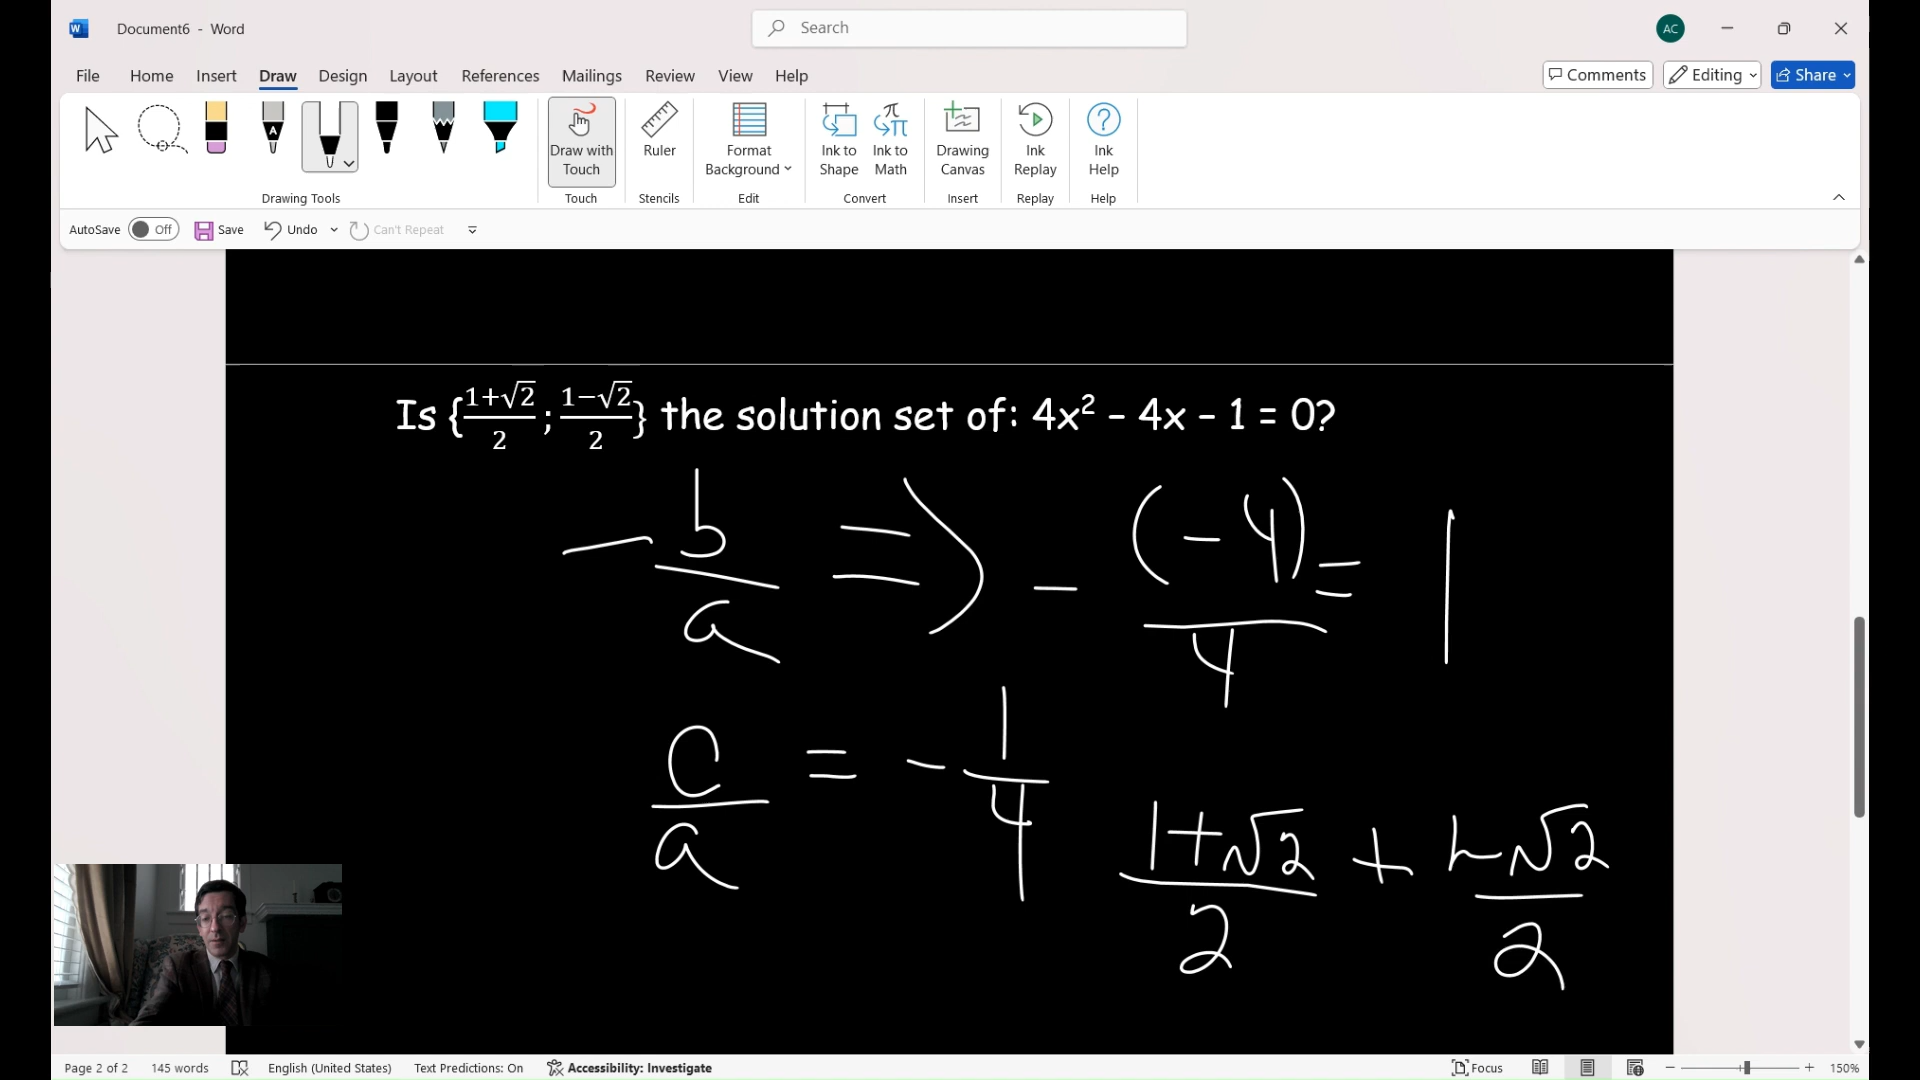 Document6 - Word
Search
AC
File Home Insert Draw Design Layout References Mailings Review View Help
Comments Editing Share
Draw with Touch
Ruler
Format Background
Ink to Shape
Ink to Math
Drawing Canvas
Ink Replay
Ink Help
Drawing Tools Touch Stencils Edit Convert Insert Replay Help
AutoSave Off Save Undo Can't Repeat
Is {(1+√2)/2 ; (1−√2)/2} the solution set of: 4x² - 4x - 1 = 0?
- b/a => - (-4)/4 = 1
c/a = - 1/4
(1+√2)/2 + (1-√2)/2
Page 2 of 2 145 words English (United States) Text Predictions: On Accessibility: Investigate Focus 150%